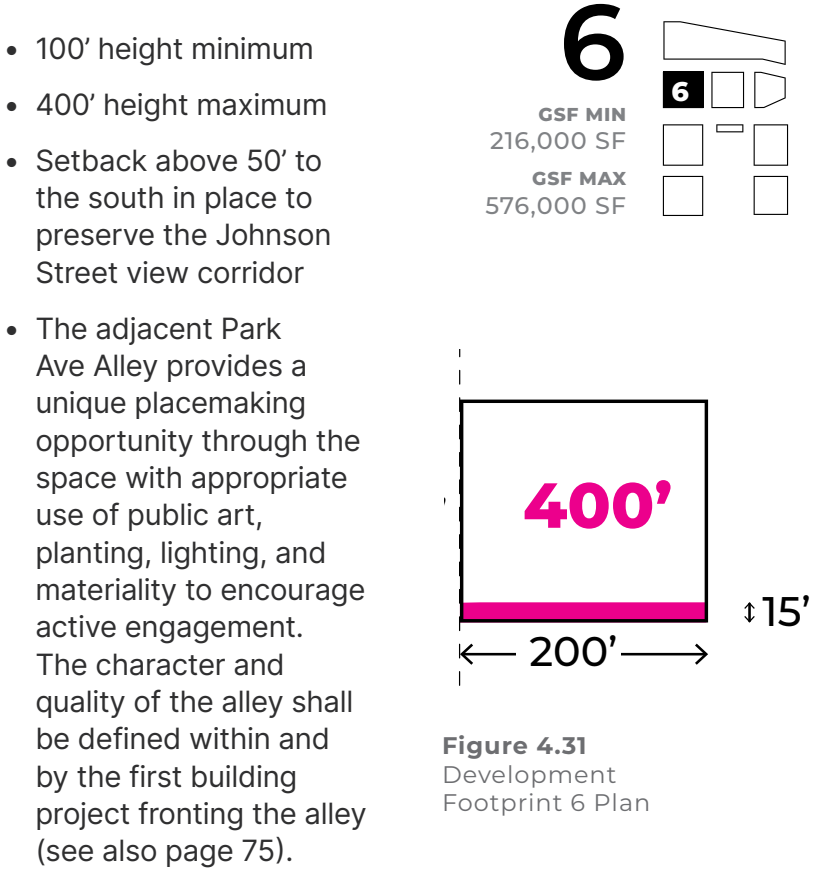 • 100’ height minimum
• 400’ height maximum
• Setback above 50’ to
the south in place to
preserve the Johnson
Street view corridor
• The adjacent Park
Ave Alley provides a
unique placemaking
opportunity through the
space with appropriate
use of public art,
planting, lighting, and
materiality to encourage
active engagement.
The character and
quality of the alley shall
be defined within and
by the first building
project fronting the alley
(see also page 75).
6
GSF MIN
216,000 SF
GSF MAX
576,000 SF
6
400’
15’
200’
Figure 4.31
Development
Footprint 6 Plan